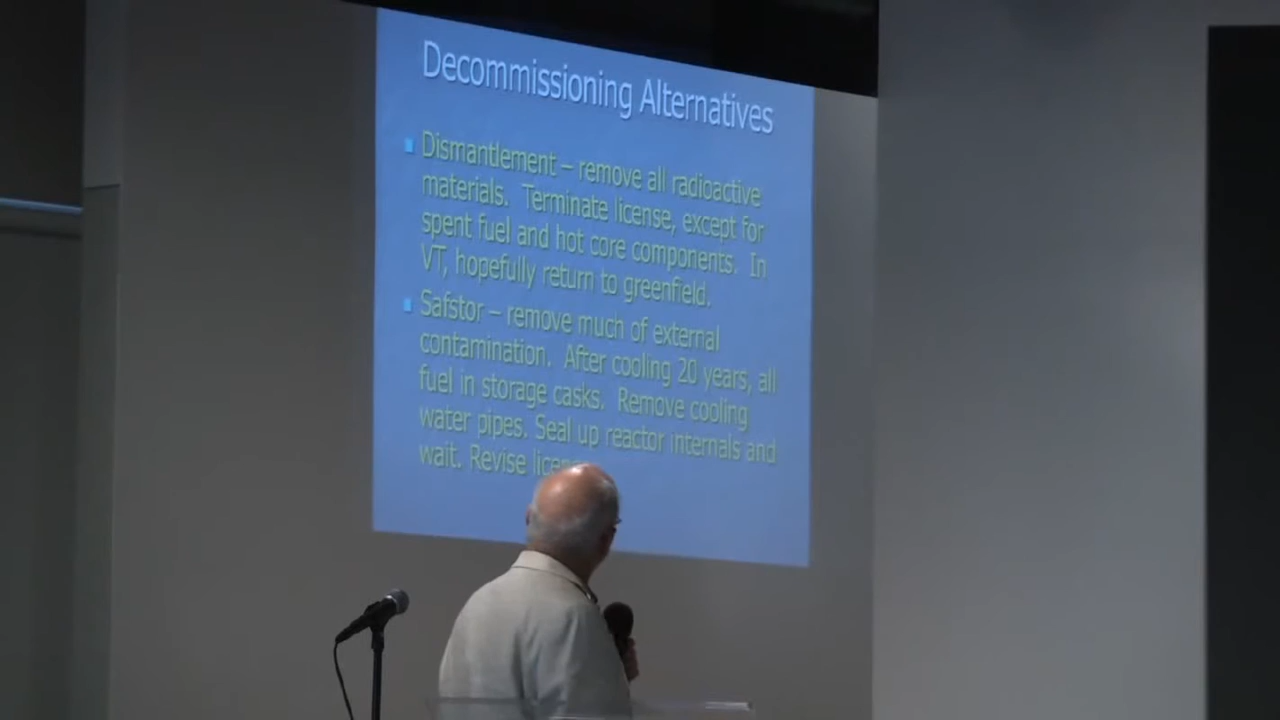 Decommissioning Alternatives
Dismantlement – remove all radioactive
materials. Terminate license, except for
spent fuel and hot core components. In
VT, hopefully return to greenfield.
Safstor – remove much of external
contamination. After cooling 20 years, all
fuel in storage casks. Remove cooling
water pipes. Seal up reactor internals and
wait. Revise